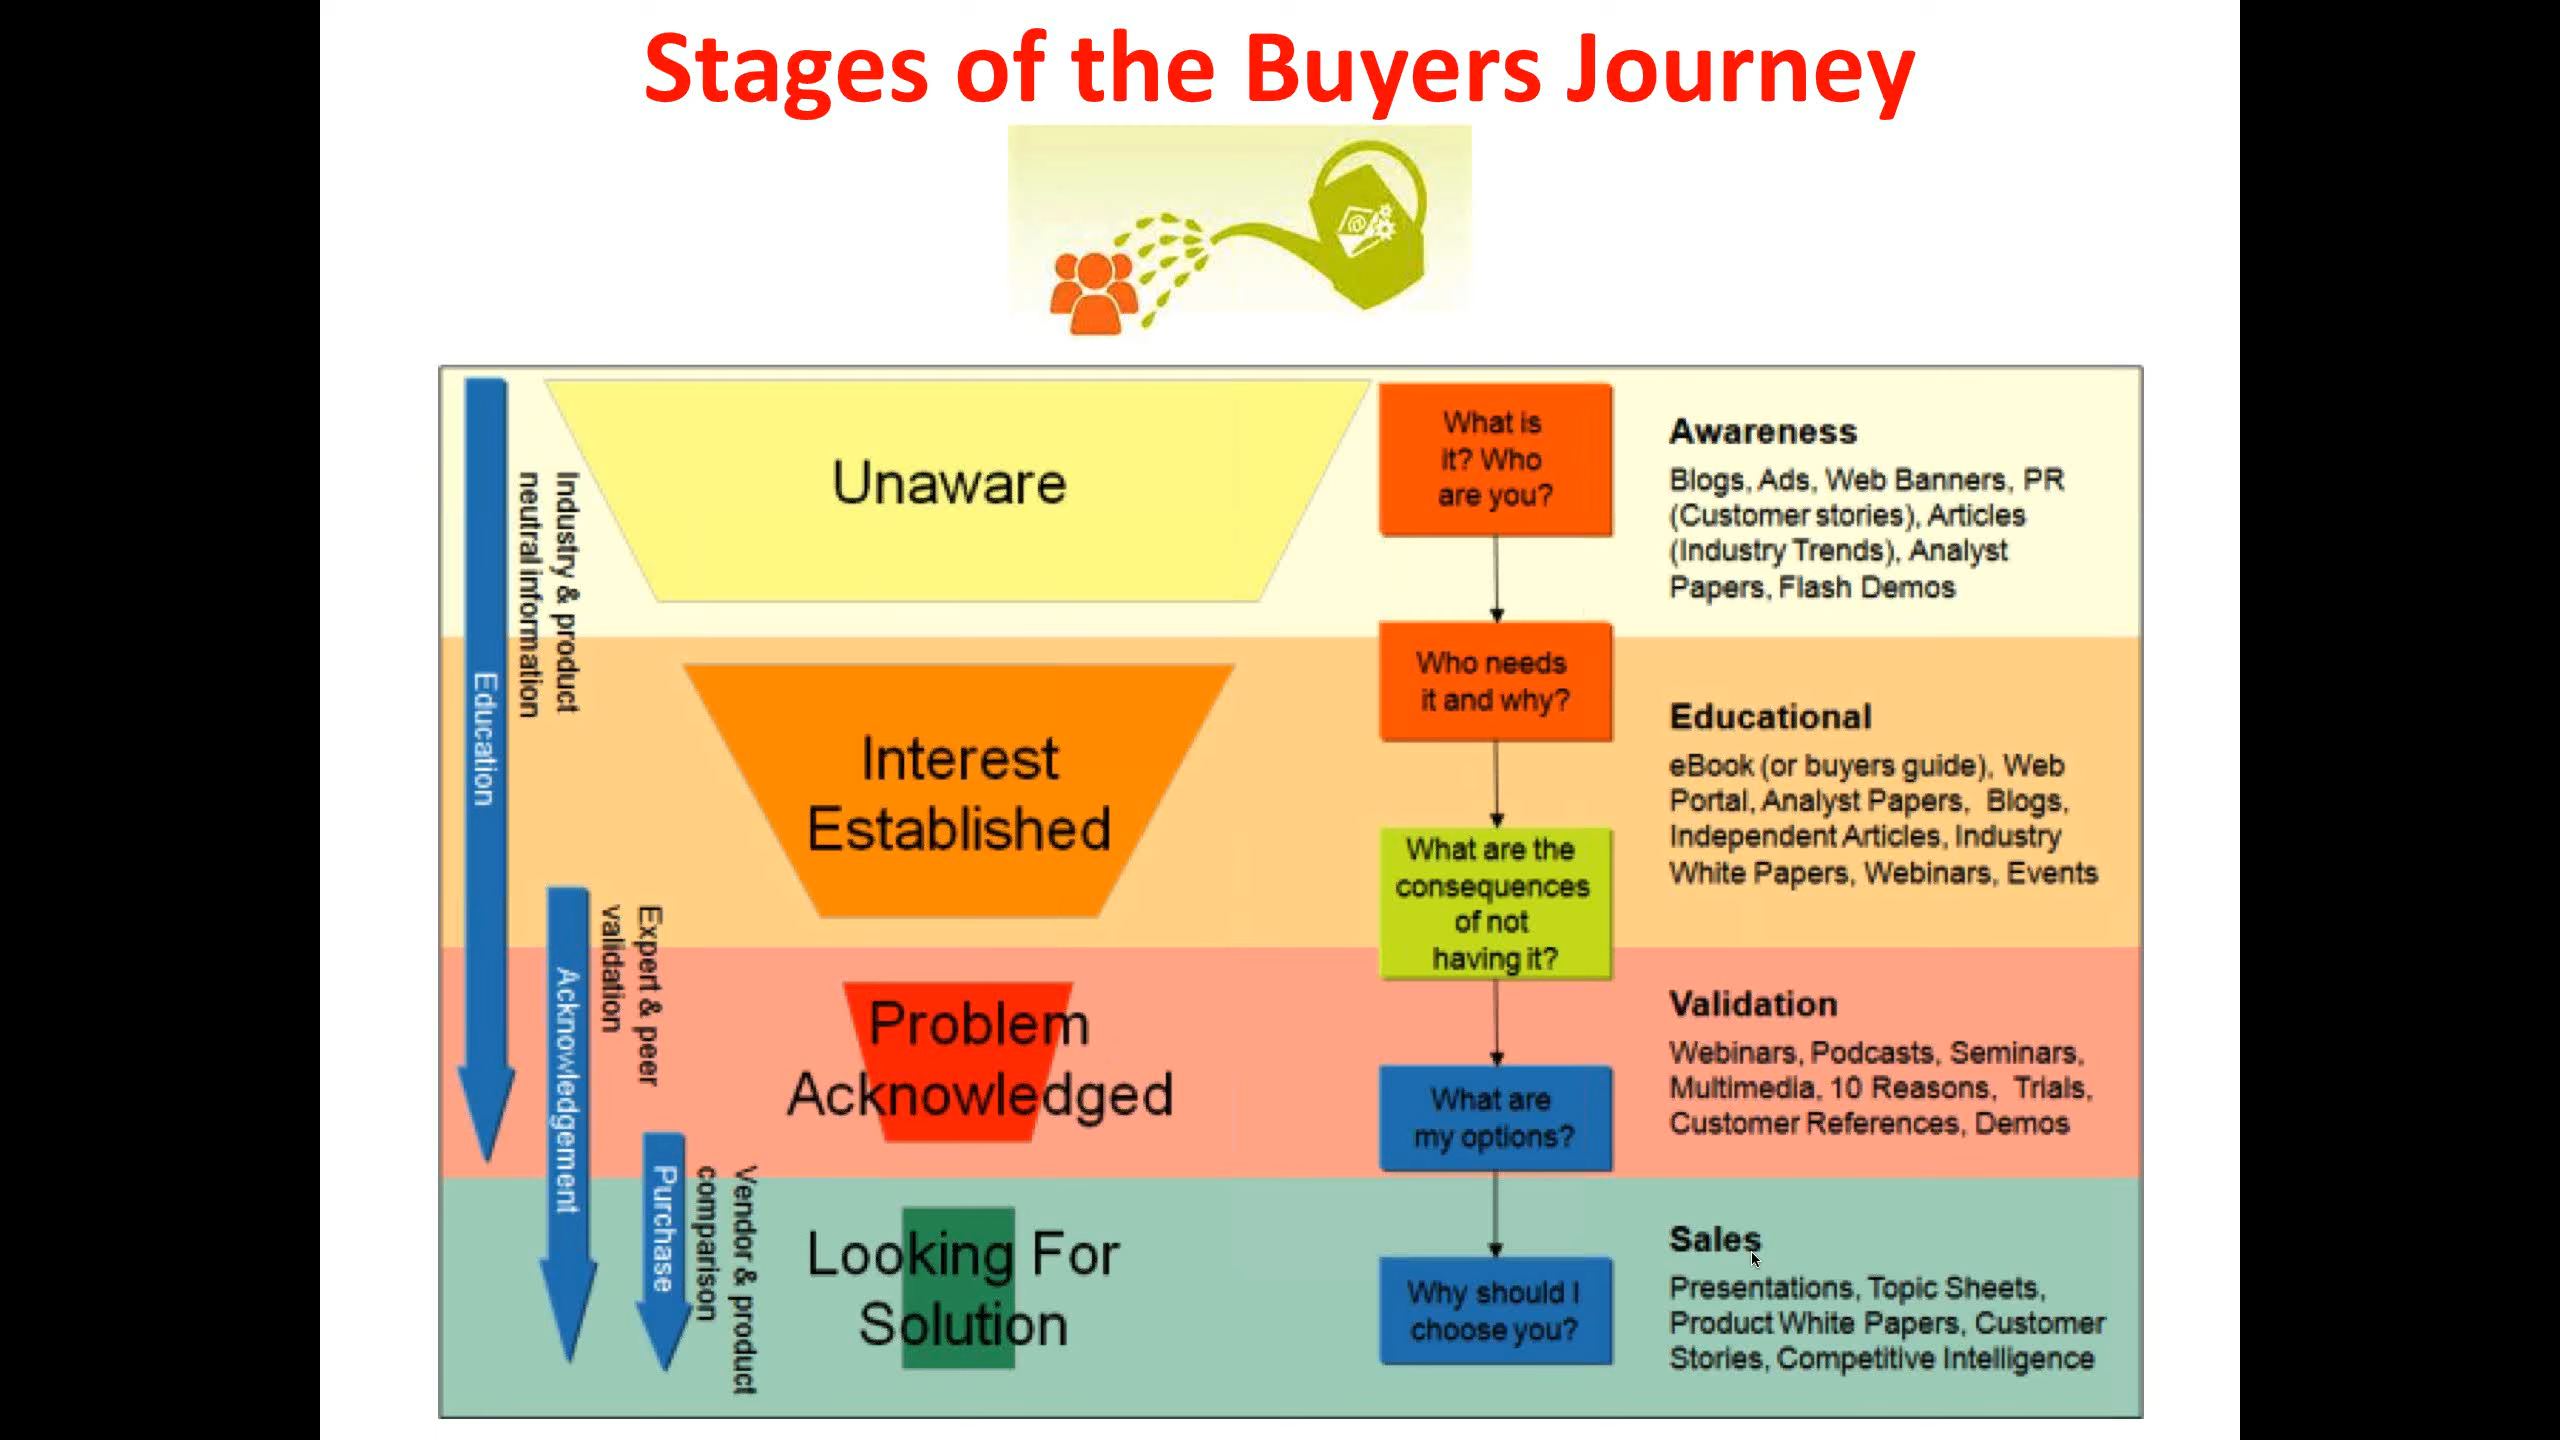 Stages of the Buyers Journey
@
Education
Industry & product
neutral information
Acknowledgement
Expert & peer
validation
Purchase
Vendor & product
comparison
Unaware
Interest
Established
Problem
Acknowledged
Looking For
Solution
What is
it? Who
are you?
Who needs
it and why?
What are the
consequences
of not
having it?
What are
my options?
Why should I
choose you?
Awareness
Blogs, Ads, Web Banners, PR
(Customer stories), Articles
(Industry Trends), Analyst
Papers, Flash Demos
Educational
eBook (or buyers guide), Web
Portal, Analyst Papers, Blogs,
Independent Articles, Industry
White Papers, Webinars, Events
Validation
Webinars, Podcasts, Seminars,
Multimedia, 10 Reasons, Trials,
Customer References, Demos
Sales
Presentations, Topic Sheets,
Product White Papers, Customer
Stories, Competitive Intelligence